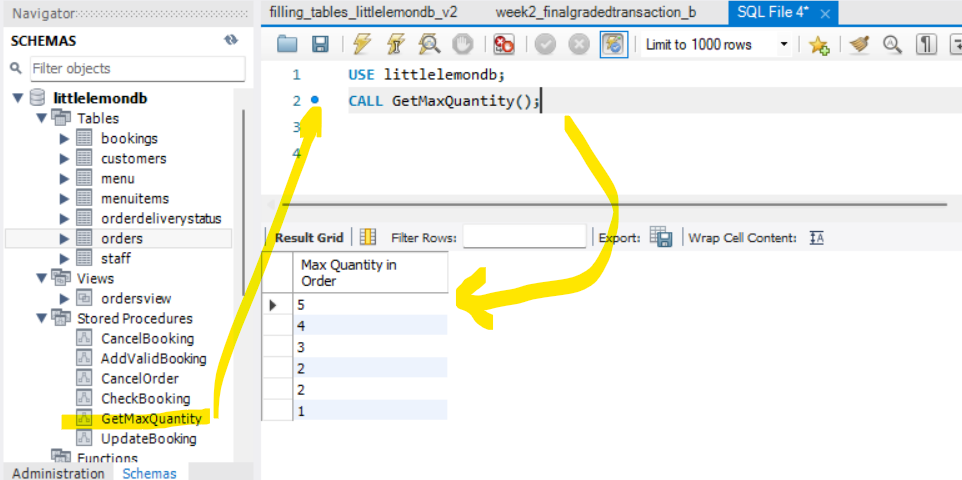 Navigator
SCHEMAS
Filter objects
littlelemondb
Tables
bookings
customers
menu
menuitems
orderdeliverystatus
orders
staff
Views
ordersview
Stored Procedures
CancelBooking
AddValidBooking
CancelOrder
CheckBooking
GetMaxQuantity
UpdateBooking
Functions
Administration Schemas
filling_tables_littlelemondb_v2 week2_finalgradedtransaction_b SQL File 4*
Limit to 1000 rows
1 USE littlelemondb;
2 CALL GetMaxQuantity();
3
4
Result Grid Filter Rows: Export: Wrap Cell Content: IA
Max Quantity in
Order
5
4
3
2
2
1